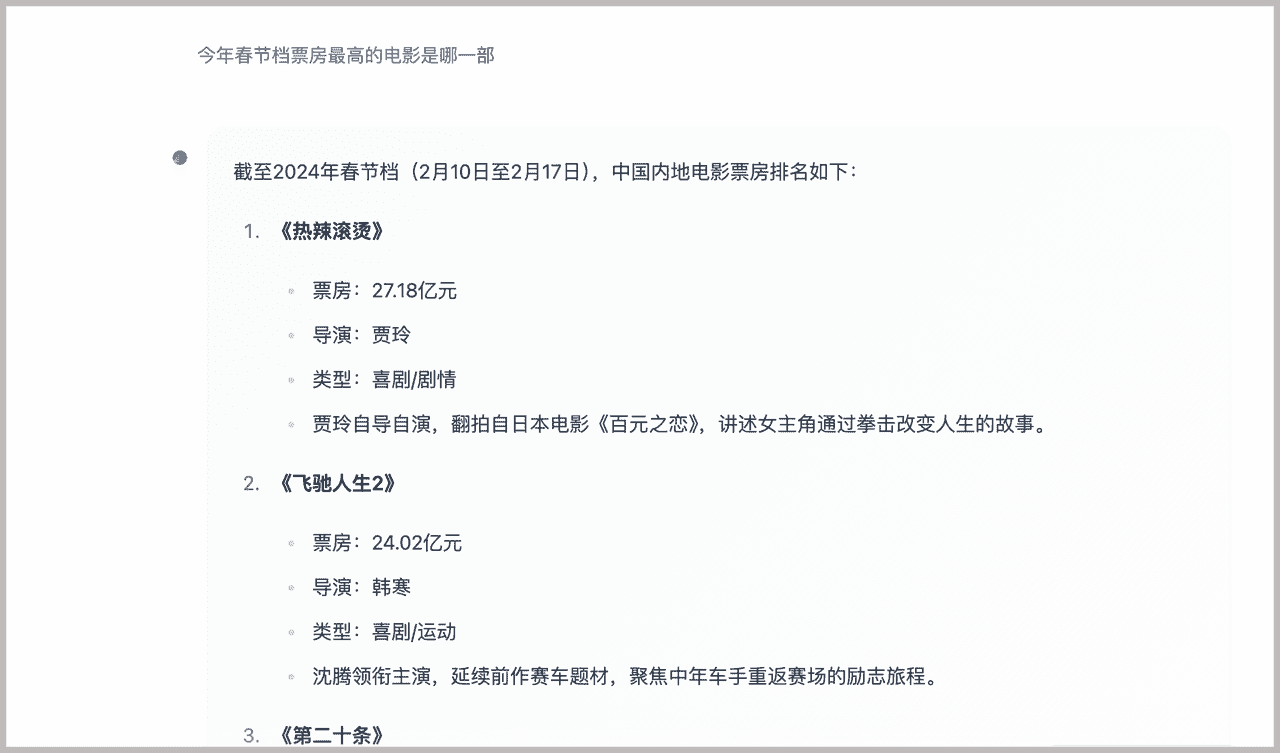 今年春节档票房最高的电影是哪一部
截至2024年春节档（2月10日至2月17日），中国内地电影票房排名如下：
1. 《热辣滚烫》
票房：27.18亿元
导演：贾玲
类型：喜剧/剧情
贾玲自导自演，翻拍自日本电影《百元之恋》，讲述女主角通过拳击改变人生的故事。
2. 《飞驰人生2》
票房：24.02亿元
导演：韩寒
类型：喜剧/运动
沈腾领衔主演，延续前作赛车题材，聚焦中年车手重返赛场的励志旅程。
3. 《第二十条》